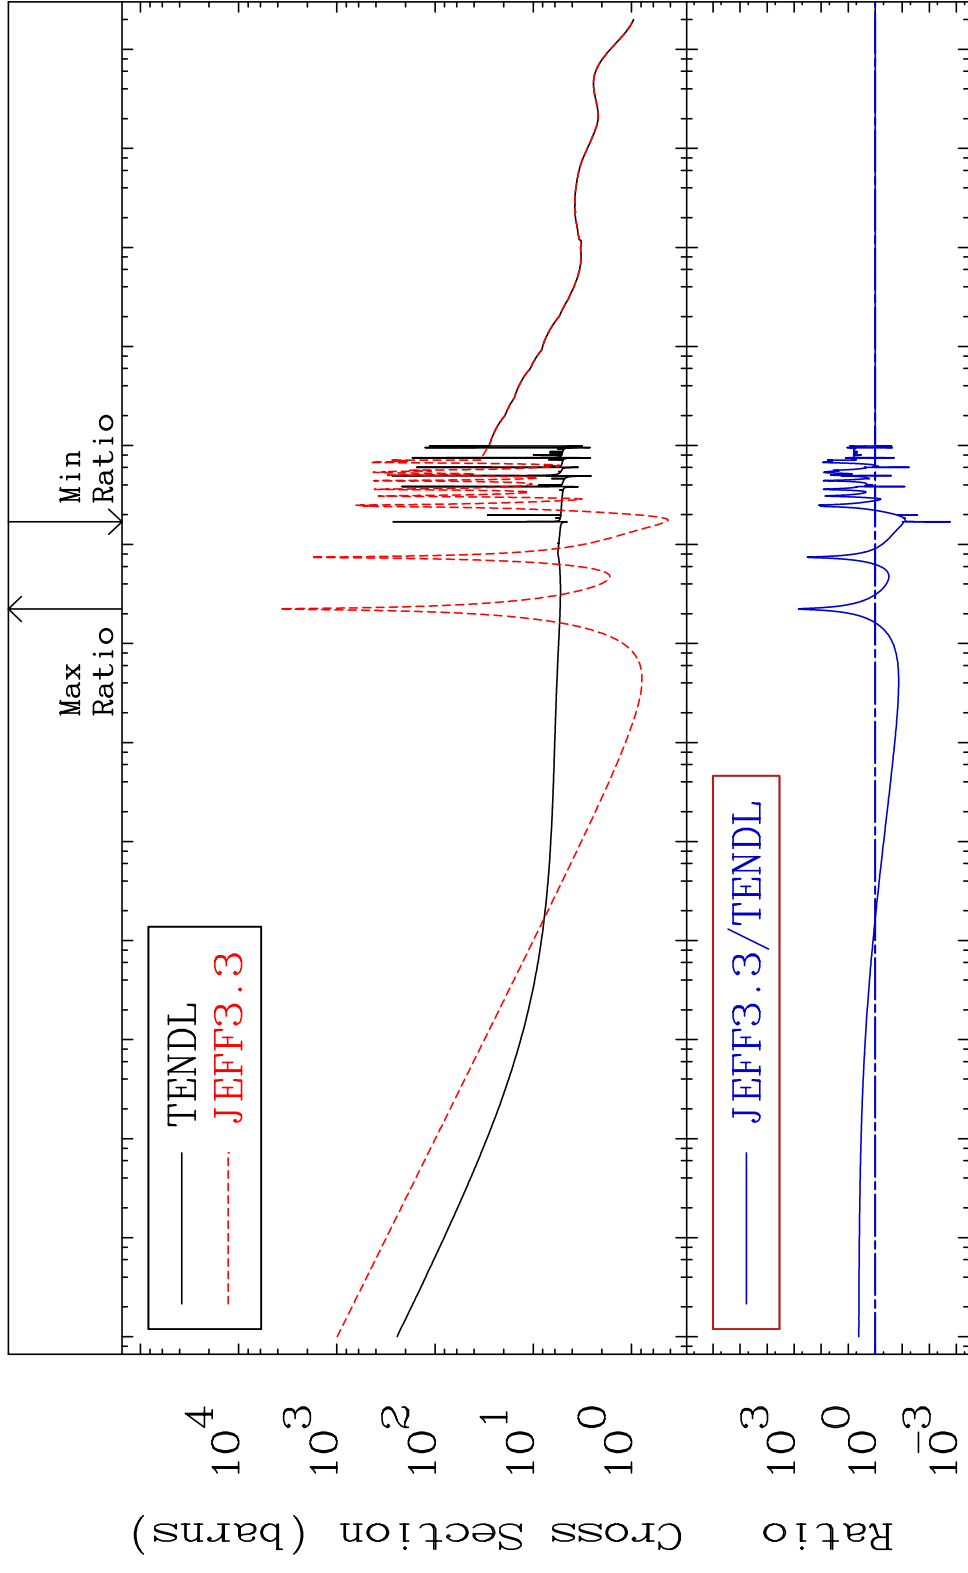 Max
Ratio
Min
Ratio
TENDL
JEFF3.3
10^4
10^3
10^2
10^1
10^0
Cross Section (barns)
JEFF3.3/TENDL
10^3
10^0
10^-3
Ratio